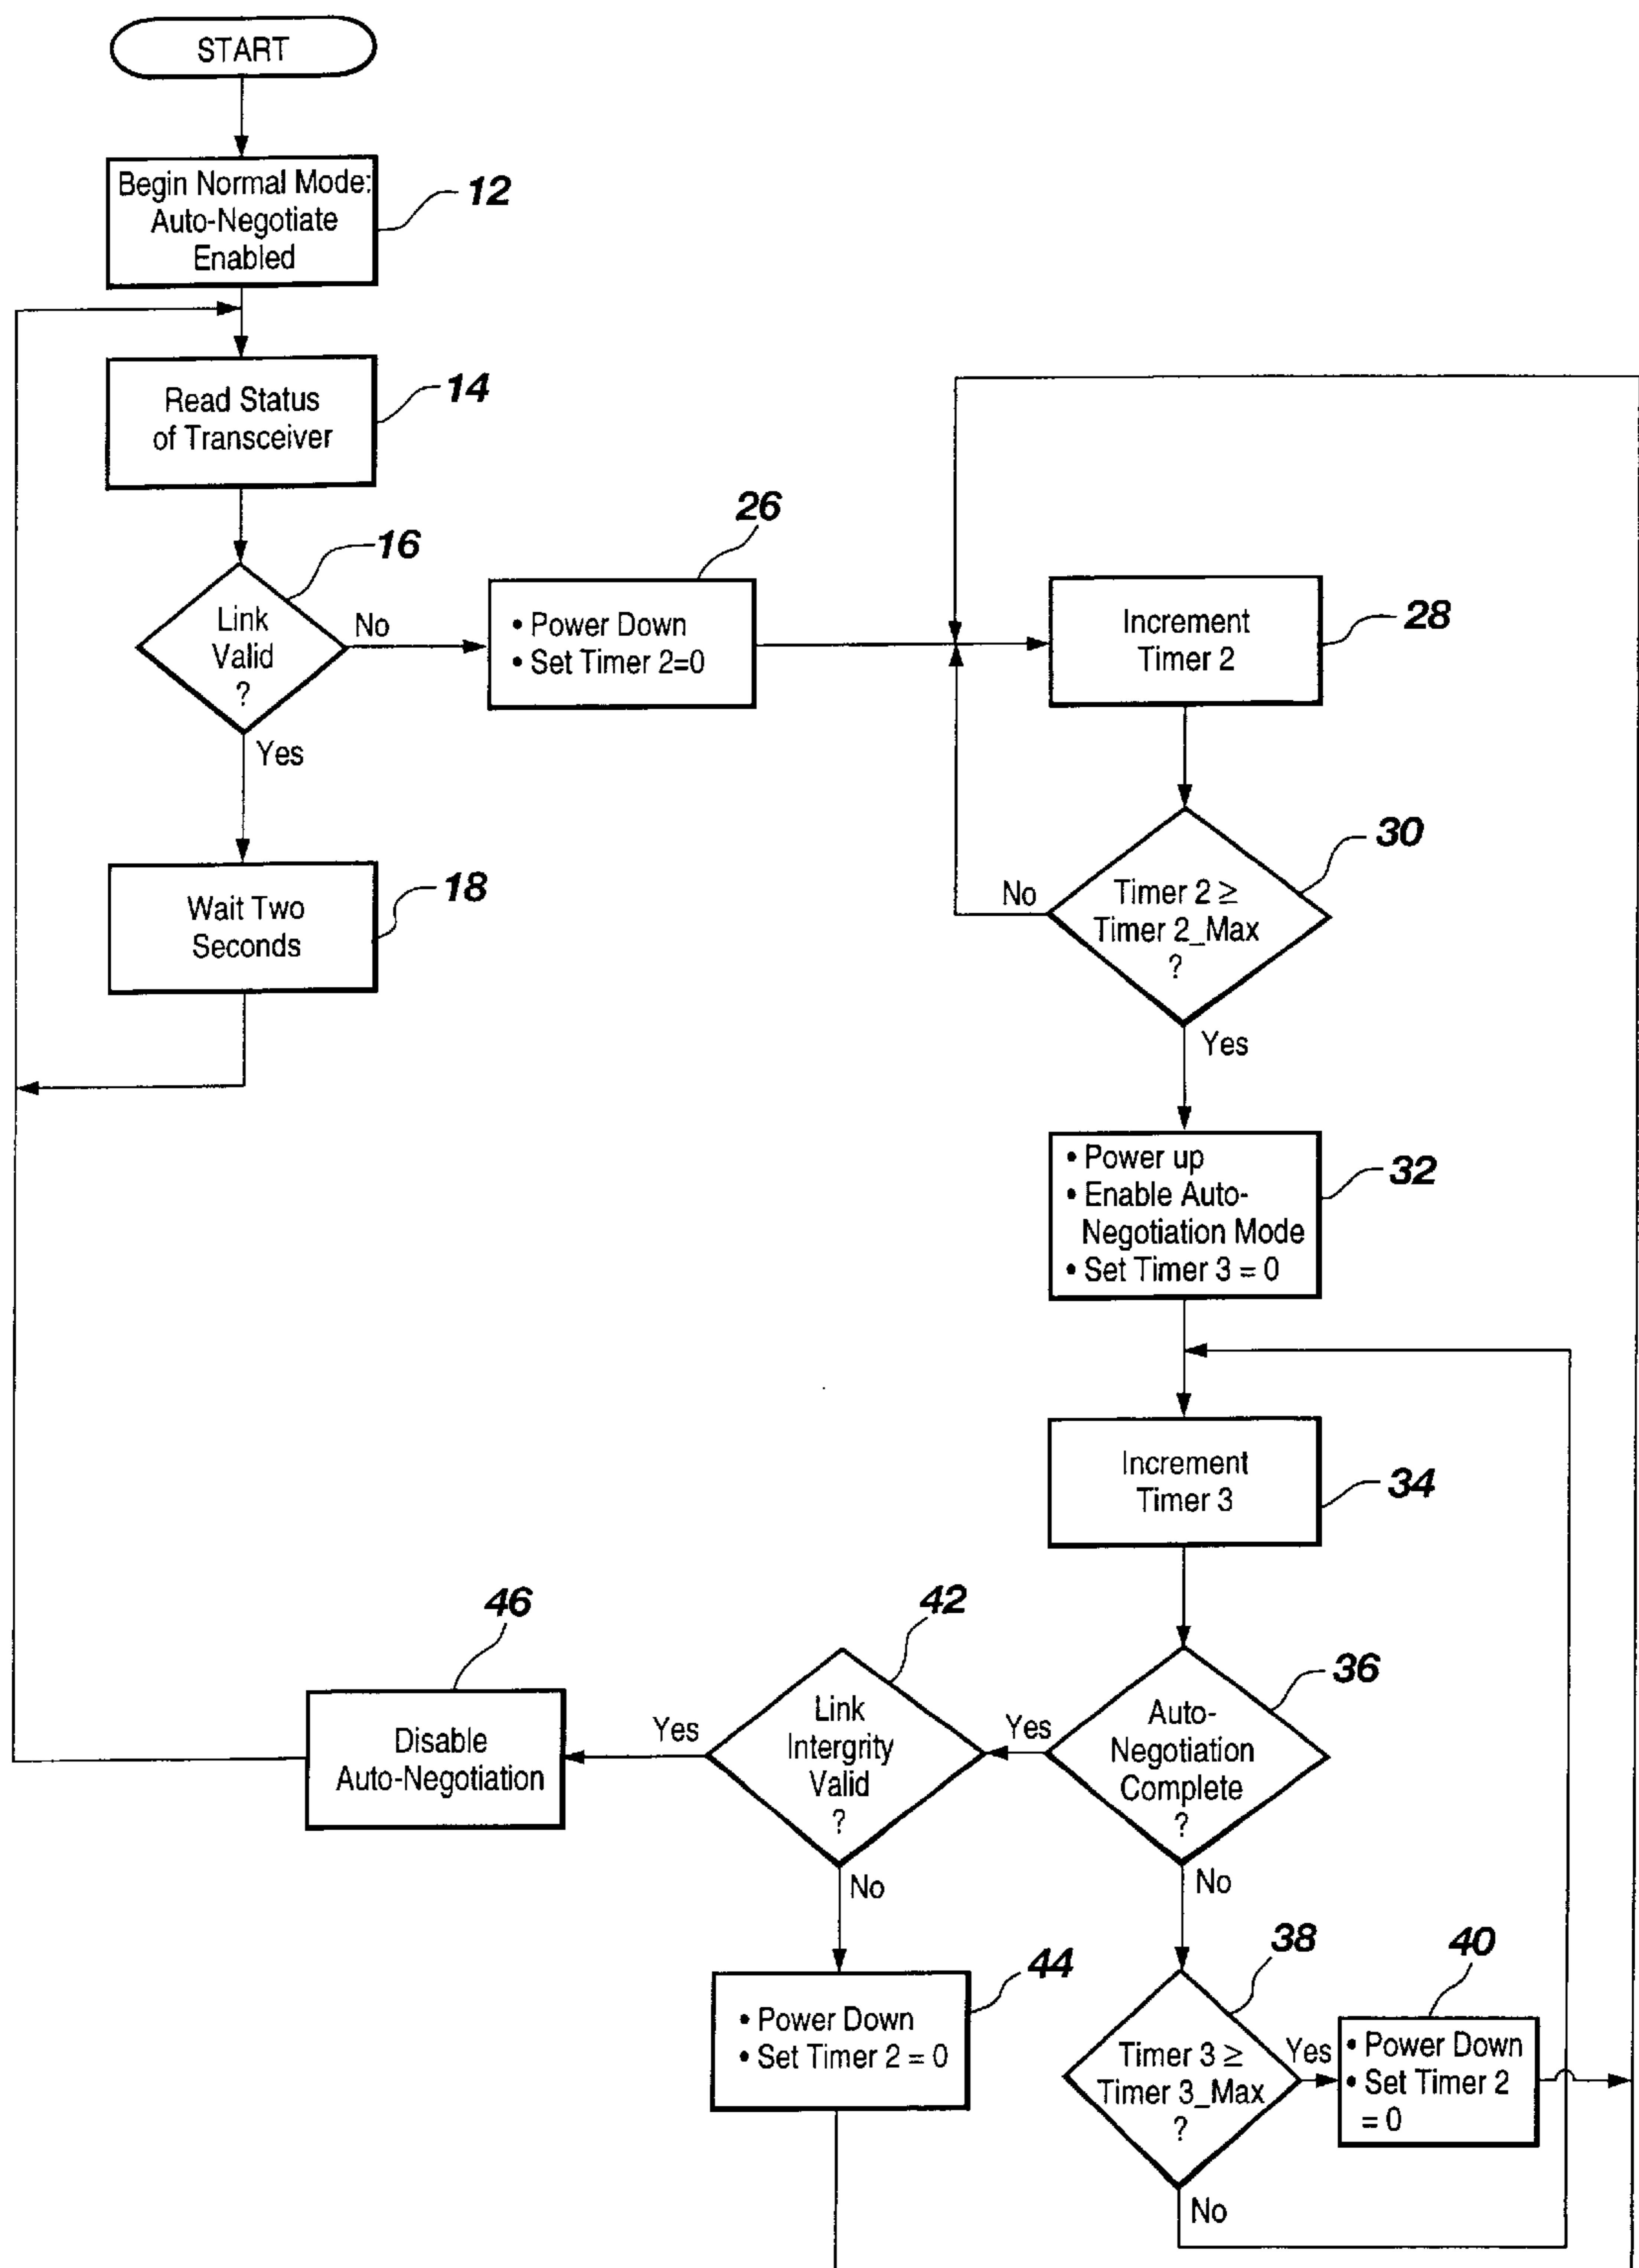 START
Begin Normal Mode:
Auto-Negotiate
Enabled
12
Read Status
of Transceiver
14
Link
Valid
?
16
No
Yes
Wait Two
Seconds
18
26
• Power Down
• Set Timer 2=0
Increment
Timer 2
28
Timer 2 ≥
Timer 2_Max
?
30
No
Yes
• Power up
• Enable Auto-
Negotiation Mode
• Set Timer 3 = 0
32
Increment
Timer 3
34
Auto-
Negotiation
Complete
?
36
Yes
No
42
Link
Intergrity
Valid
?
Yes
No
46
Disable
Auto-Negotiation
44
• Power Down
• Set Timer 2 = 0
38
Timer 3 ≥
Timer 3_Max
?
Yes
No
40
• Power Down
• Set Timer 2
= 0